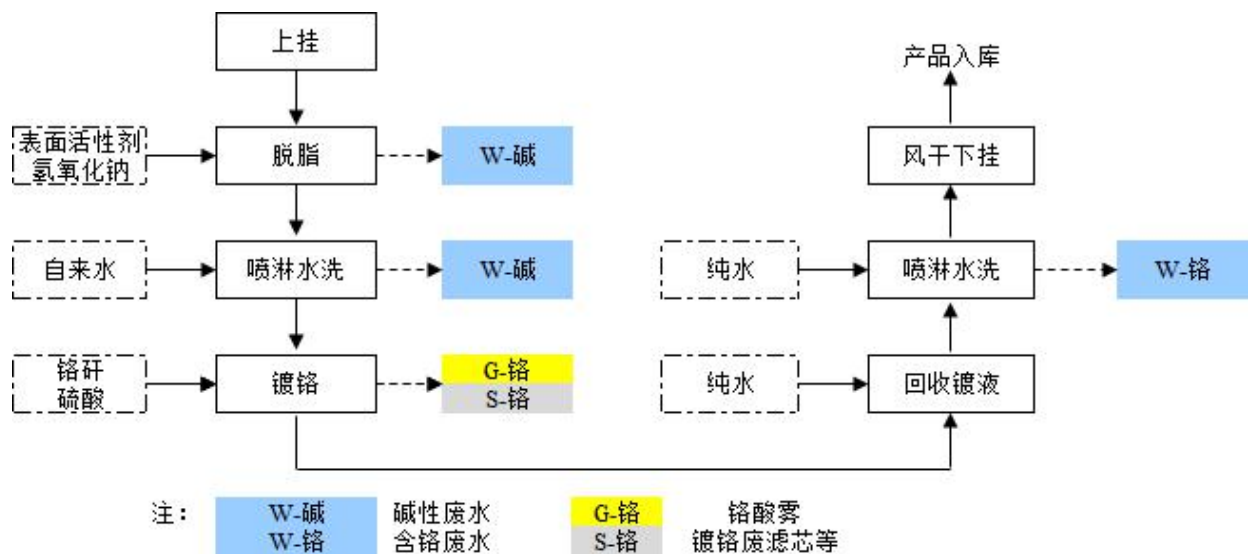 上挂
产品入库
表面活性剂
氢氧化钠
脱脂
W-碱
风干下挂
自来水
喷淋水洗
W-碱
纯水
喷淋水洗
W-铬
铬酐
硫酸
镀铬
G-铬
S-铬
纯水
回收镀液
注：
W-碱
碱性废水
G-铬
铬酸雾
W-铬
含铬废水
S-铬
镀铬废滤芯等